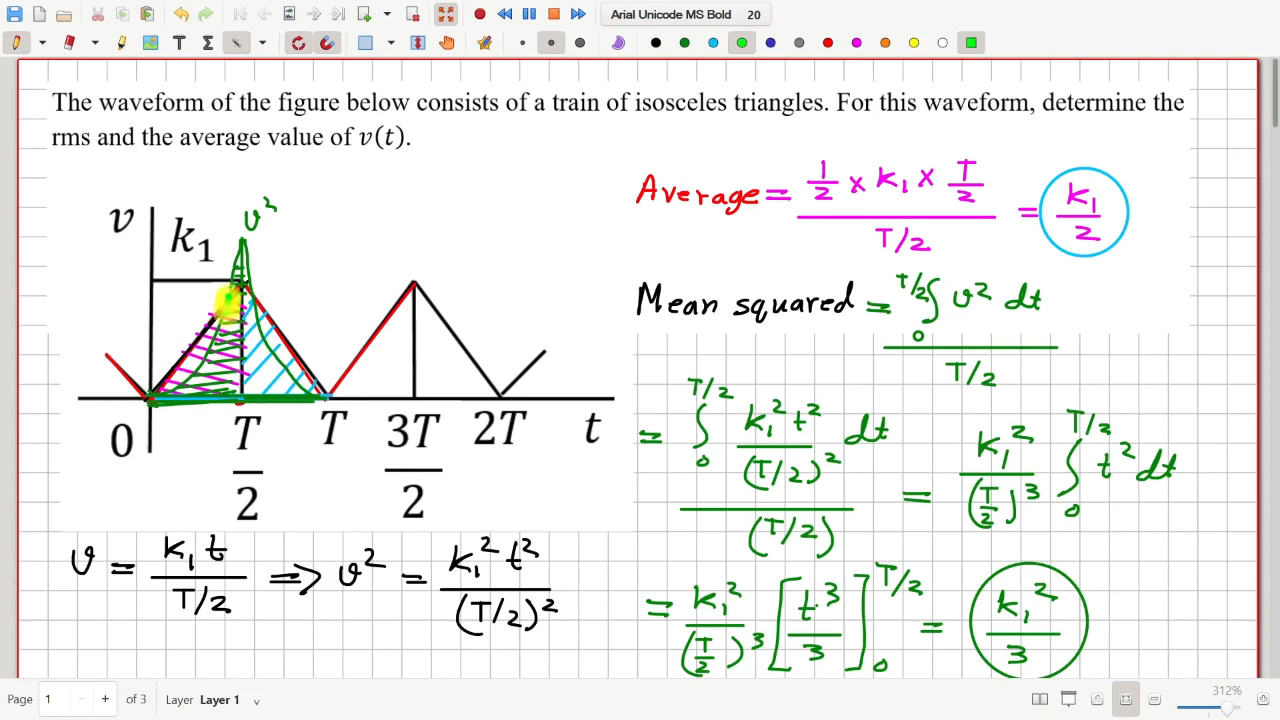 Arial Unicode MS Bold 20
The waveform of the figure below consists of a train of isosceles triangles. For this waveform, determine the
rms and the average value of v(t).
Average = (1/2 × k₁ × T/2) / (T/2) = k₁/2
v
k₁
v²
Mean squared = (∫₀^(T/2) v² dt) / (T/2)
0 T/2 T 3T/2 2T t
= (∫₀^(T/2) k₁² t² / (T/2)² dt) / (T/2) = k₁² / (T/2)³ ∫₀^(T/2) t² dt
v = k₁ t / (T/2) ⟹ v² = k₁² t² / (T/2)²
= k₁² / (T/2)³ [t³/3]₀^(T/2) = k₁²/3
Page 1 of 3 Layer Layer 1
312%